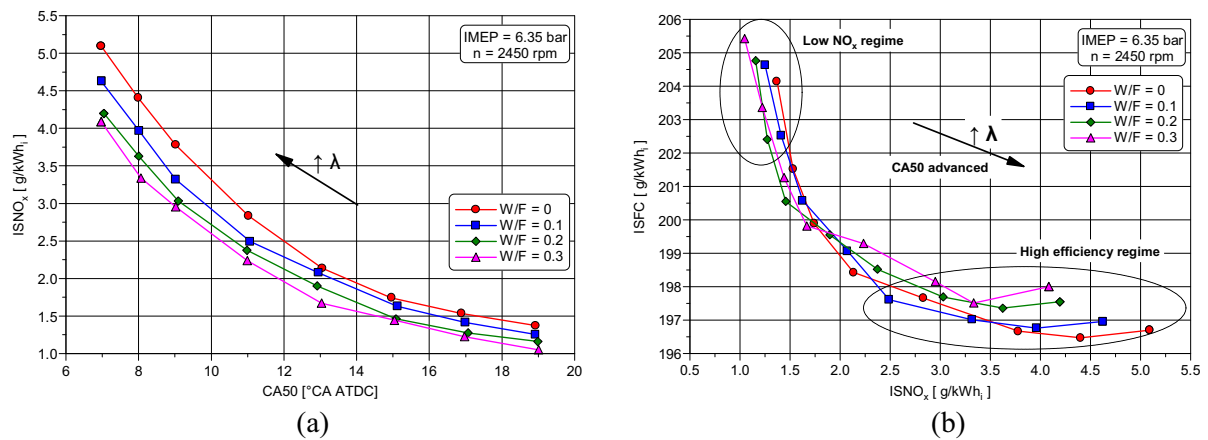 5.5
5.0
4.5
4.0
3.5
3.0
2.5
2.0
1.5
1.0
ISNOₓ [ g/kWhᵢ]
IMEP = 6.35 bar
n = 2450 rpm
↑ λ
W/F = 0
W/F = 0.1
W/F = 0.2
W/F = 0.3
6 8 10 12 14 16 18 20
CA50 [°CA ATDC]
(a)
206
205
204
203
202
201
200
199
198
197
196
ISFC [ g/kWhᵢ]
Low NOₓ regime
IMEP = 6.35 bar
n = 2450 rpm
W/F = 0
W/F = 0.1
W/F = 0.2
W/F = 0.3
↑ λ
CA50 advanced
High efficiency regime
0.5 1.0 1.5 2.0 2.5 3.0 3.5 4.0 4.5 5.0 5.5
ISNOₓ [ g/kWhᵢ]
(b)